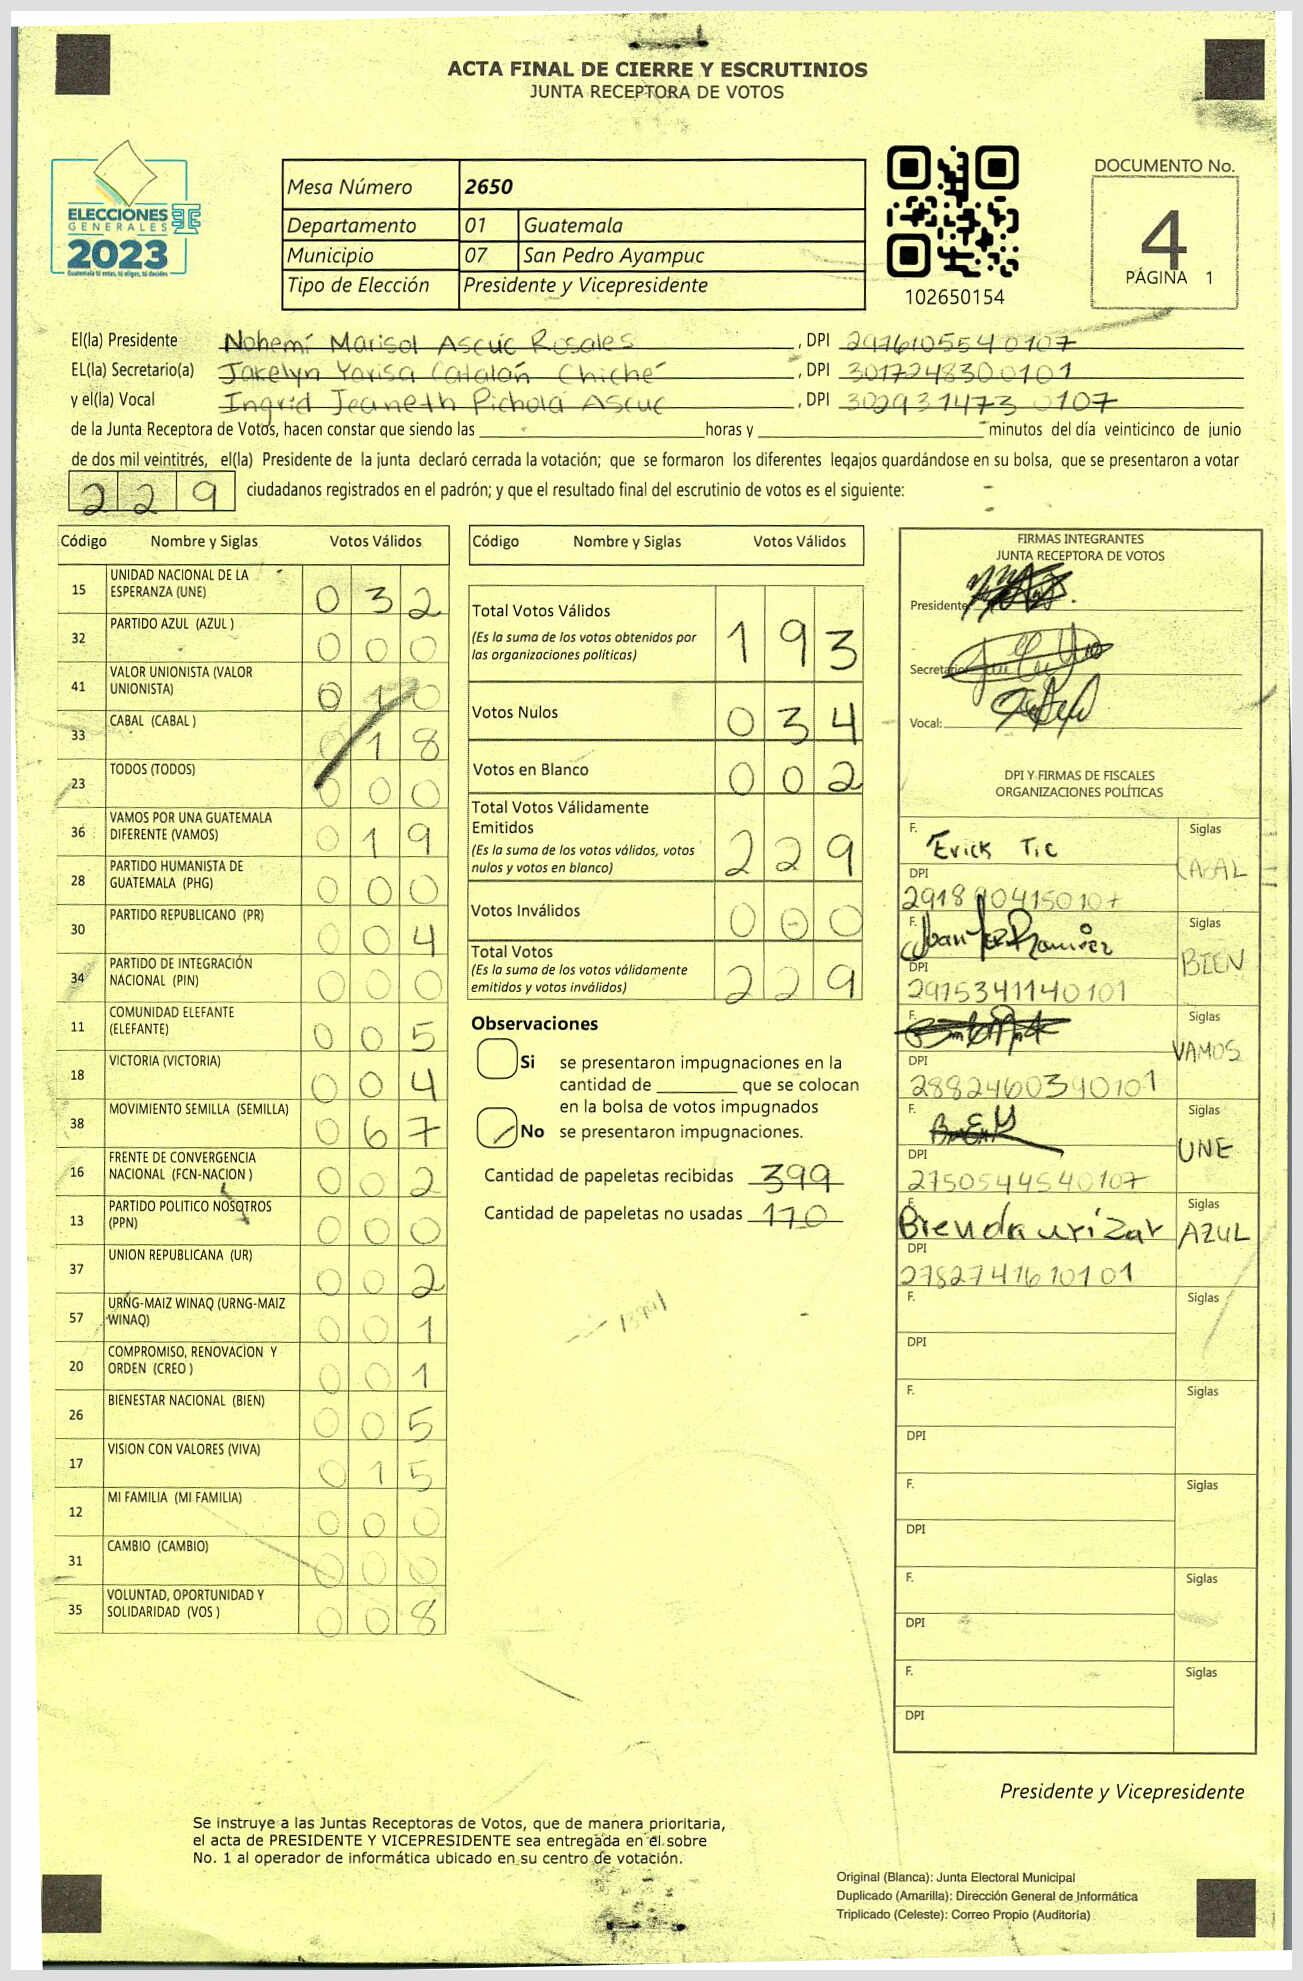 ACTA FINAL DE CIERRE Y ESCRUTINIOS
JUNTA RECEPTORA DE VOTOS
ELECCIONES
GENERALES
2023
Guatemala tú votas, tú eliges, tú decides
Mesa Número 2650
Departamento 01 Guatemala
Municipio 07 San Pedro Ayampuc
Tipo de Elección Presidente y Vicepresidente
102650154
DOCUMENTO No.
4
PÁGINA 1
El(la) Presidente Nohemí Marisol Ascuc Rosales, DPI 2976105540107
EL(la) Secretario(a) Jakelyn Yorisa Catalán Chiché, DPI 3017248300101
y el(la) Vocal Ingrid Jeaneth Pichola Ascuc, DPI 3029314730107
de la Junta Receptora de Votos, hacen constar que siendo las horas y minutos del día veinticinco de junio
de dos mil veintitrés, el(la) Presidente de la junta declaró cerrada la votación; que se formaron los diferentes legajos guardándose en su bolsa, que se presentaron a votar
229 ciudadanos registrados en el padrón; y que el resultado final del escrutinio de votos es el siguiente:
Código Nombre y Siglas Votos Válidos
15 UNIDAD NACIONAL DE LA
ESPERANZA (UNE) 032
32 PARTIDO AZUL (AZUL ) 000
41 VALOR UNIONISTA (VALOR
UNIONISTA) 010
33 CABAL (CABAL ) 018
23 TODOS (TODOS) 000
36 VAMOS POR UNA GUATEMALA
DIFERENTE (VAMOS) 019
28 PARTIDO HUMANISTA DE
GUATEMALA (PHG) 000
30 PARTIDO REPUBLICANO (PR) 004
34 PARTIDO DE INTEGRACIÓN
NACIONAL (PIN) 000
11 COMUNIDAD ELEFANTE
(ELEFANTE) 005
18 VICTORIA (VICTORIA) 004
38 MOVIMIENTO SEMILLA (SEMILLA) 067
16 FRENTE DE CONVERGENCIA
NACIONAL (FCN-NACION ) 002
13 PARTIDO POLITICO NOSOTROS
(PPN) 000
37 UNION REPUBLICANA (UR) 002
57 URNG-MAIZ WINAQ (URNG-MAIZ
WINAQ) 001
20 COMPROMISO, RENOVACION Y
ORDEN (CREO ) 001
26 BIENESTAR NACIONAL (BIEN) 005
17 VISION CON VALORES (VIVA) 015
12 MI FAMILIA (MI FAMILIA) 000
31 CAMBIO (CAMBIO) 000
35 VOLUNTAD, OPORTUNIDAD Y
SOLIDARIDAD (VOS ) 008
Código Nombre y Siglas Votos Válidos
Total Votos Válidos 193
(Es la suma de los votos obtenidos por
las organizaciones políticas)
Votos Nulos 034
Votos en Blanco 002
Total Votos Válidamente
Emitidos 229
(Es la suma de los votos válidos, votos
nulos y votos en blanco)
Votos Inválidos 000
Total Votos 229
(Es la suma de los votos válidamente
emitidos y votos inválidos)
Observaciones
Si se presentaron impugnaciones en la
cantidad de que se colocan
en la bolsa de votos impugnados
No se presentaron impugnaciones.
Cantidad de papeletas recibidas 399
Cantidad de papeletas no usadas 170
FIRMAS INTEGRANTES
JUNTA RECEPTORA DE VOTOS
Presidente
Secretario
Vocal:
DPI Y FIRMAS DE FISCALES
ORGANIZACIONES POLÍTICAS
F. Erick Tic Siglas CABAL
DPI 2918904150107
F. Juan Ramirez Siglas BIEN
DPI 2975341140101
F. Siglas VAMOS
DPI 2882460390101
F. Siglas UNE
DPI 2750544540107
F. Brenda urizar Siglas AZUL
DPI 2782741610101
F. Siglas
DPI
F. Siglas
DPI
F. Siglas
DPI
F. Siglas
DPI
F. Siglas
DPI
Presidente y Vicepresidente
Se instruye a las Juntas Receptoras de Votos, que de manera prioritaria,
el acta de PRESIDENTE Y VICEPRESIDENTE sea entregada en el sobre
No. 1 al operador de informática ubicado en su centro de votación.
Original (Blanca): Junta Electoral Municipal
Duplicado (Amarilla): Dirección General de Informática
Triplicado (Celeste): Correo Propio (Auditoría)